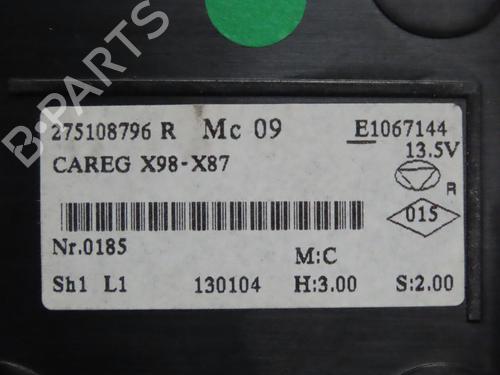 B-PARTS
275108796 R Mc 09 E1067144
13.5V
CAREG X98-X87
R
015
Nr.0185
M:C
Sh1 L1 130104 H:3.00 S:2.00